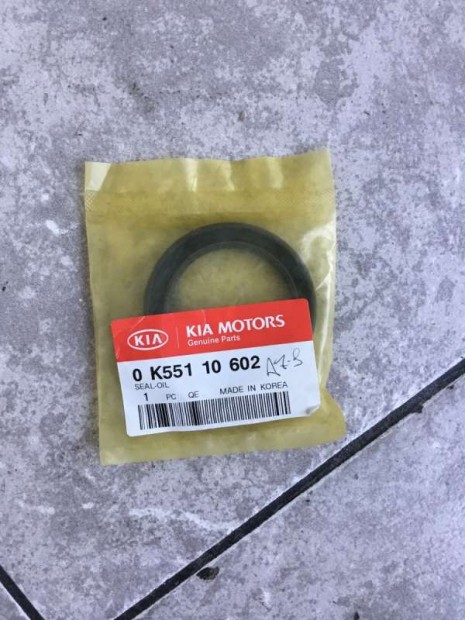 KIA KIA MOTORS
Genuine Parts
0 K551 10 602
SEAL-OIL
1 PC QE MADE IN KOREA